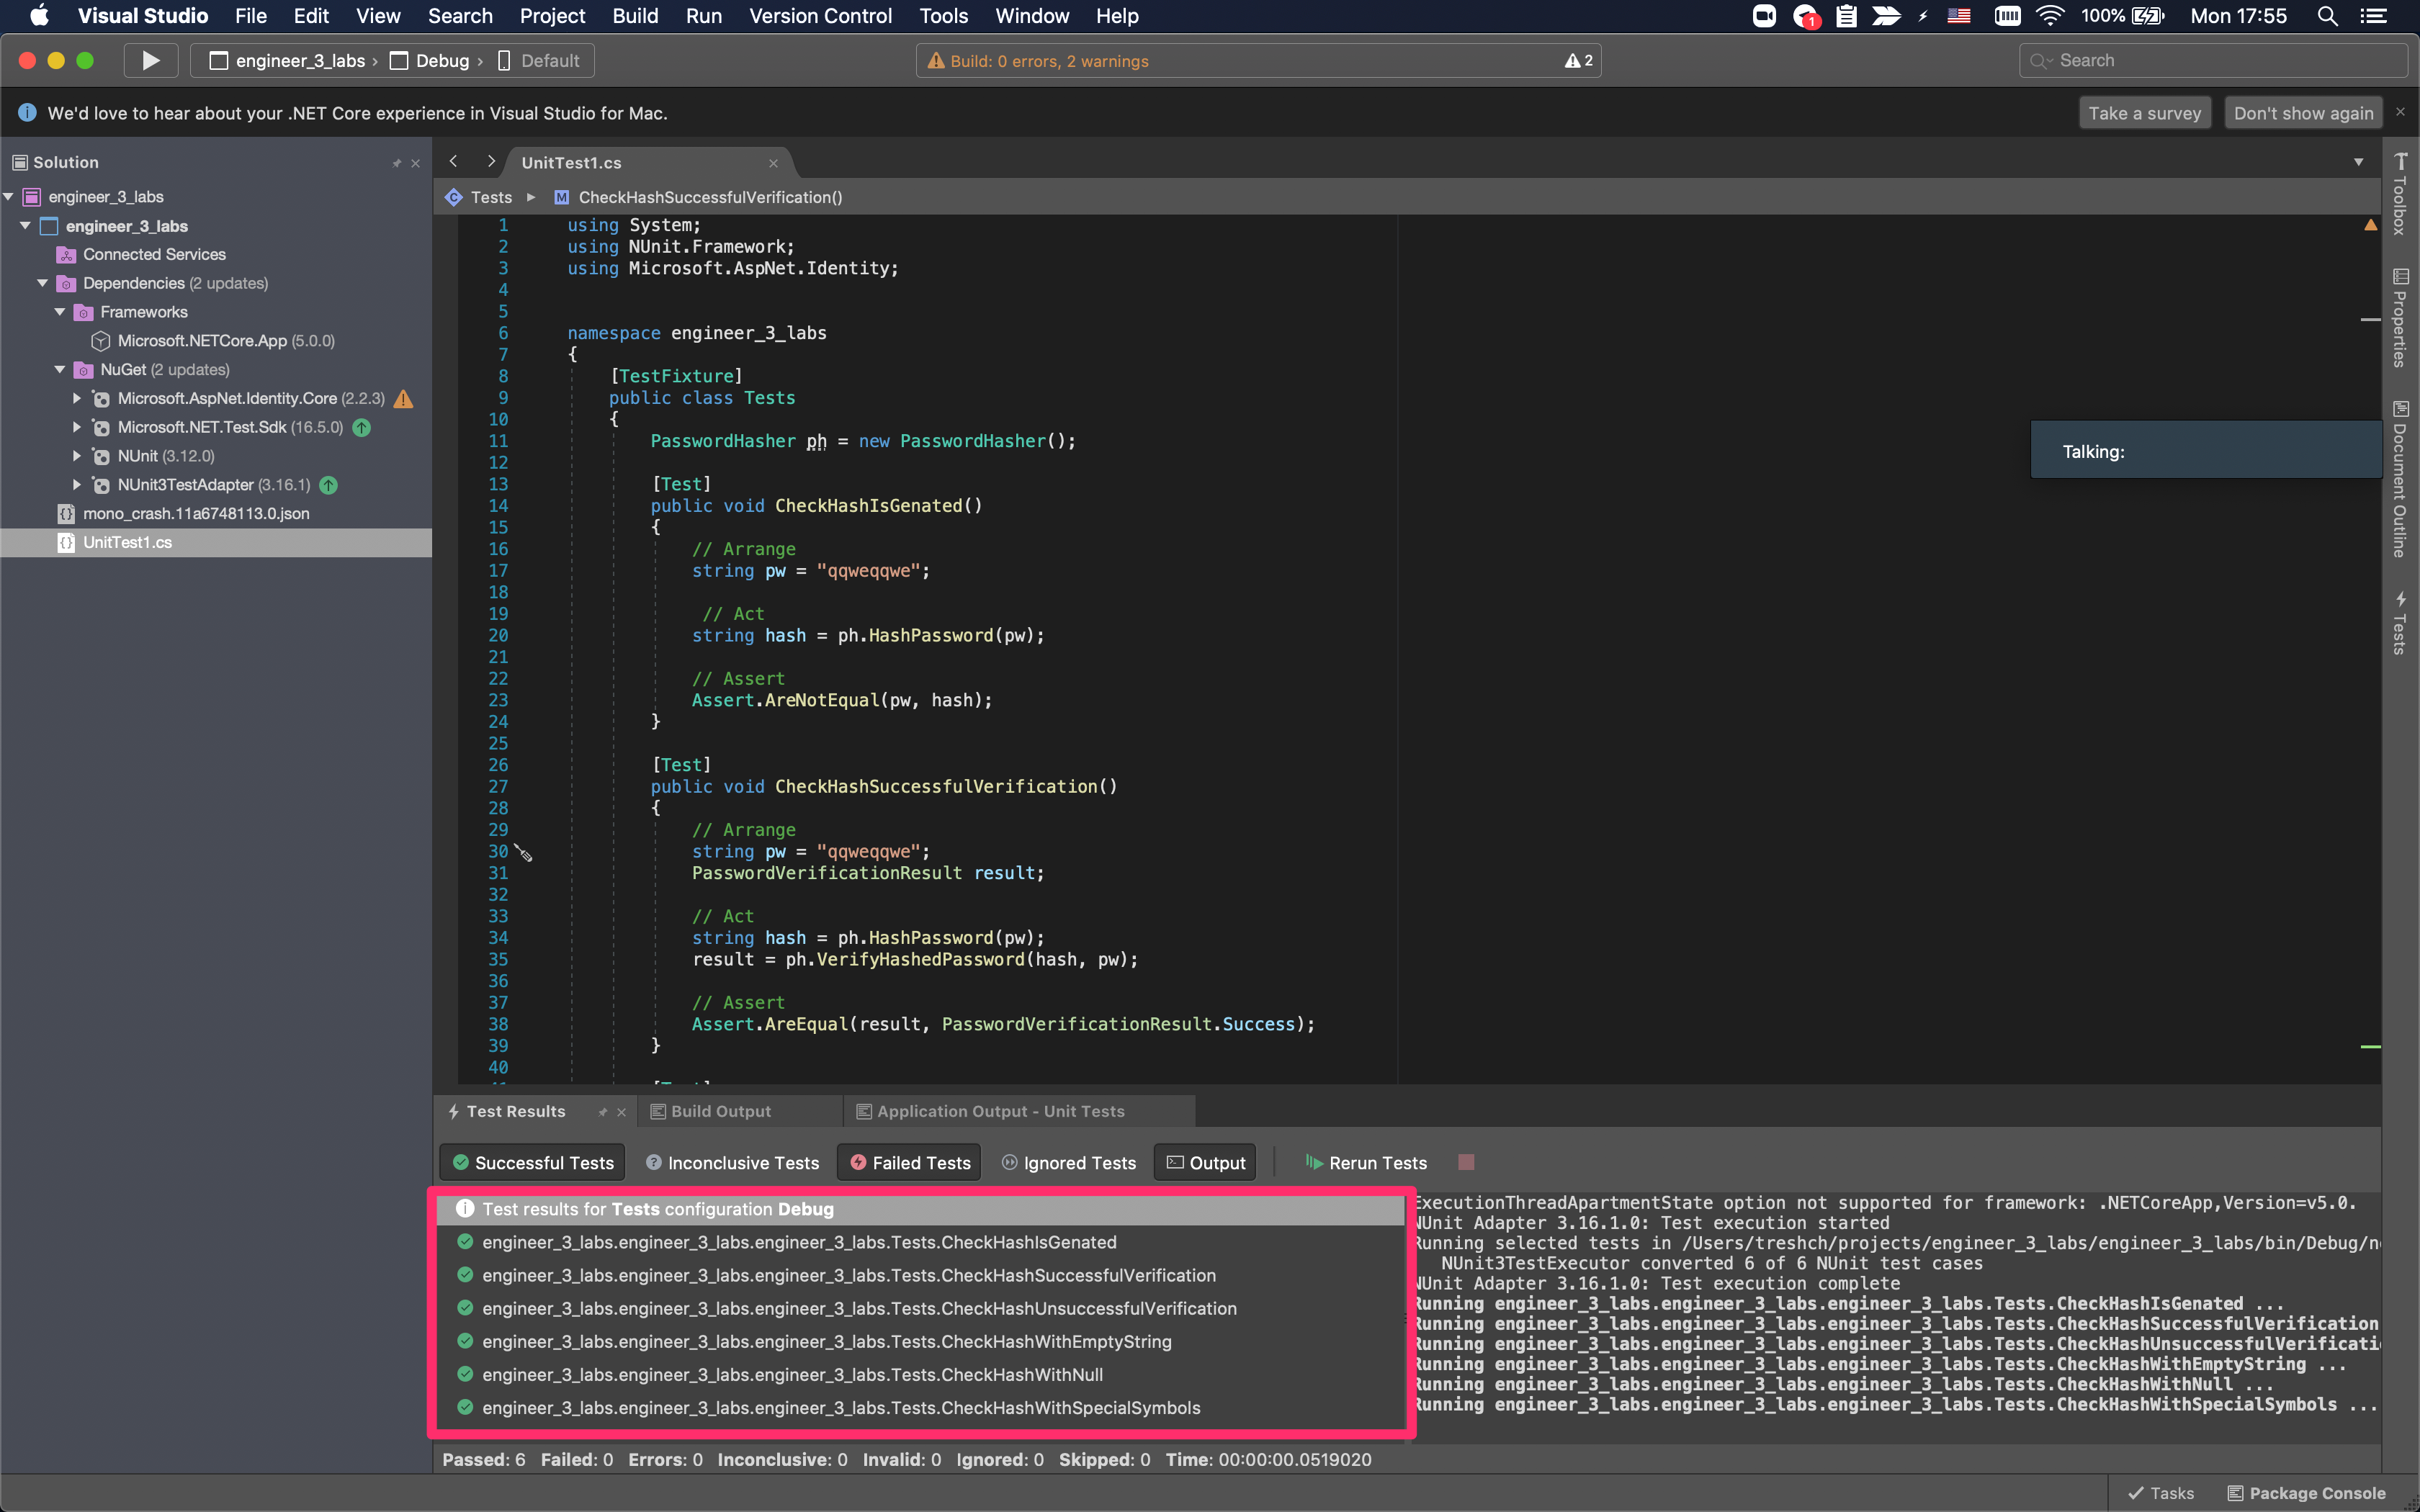 Visual Studio File Edit View Search Project Build Run Version Control Tools Window Help 1 100% Mon 17:55
engineer_3_labs › Debug › Default
Build: 0 errors, 2 warnings
2
Search
We'd love to hear about your .NET Core experience in Visual Studio for Mac.
Take a survey
Don't show again
Solution
engineer_3_labs
engineer_3_labs
Connected Services
Dependencies (2 updates)
Frameworks
Microsoft.NETCore.App (5.0.0)
NuGet (2 updates)
Microsoft.AspNet.Identity.Core (2.2.3)
Microsoft.NET.Test.Sdk (16.5.0)
NUnit (3.12.0)
NUnit3TestAdapter (3.16.1)
mono_crash.11a6748113.0.json
UnitTest1.cs
UnitTest1.cs
Tests ▸ M CheckHashSuccessfulVerification()
1 using System;
2 using NUnit.Framework;
3 using Microsoft.AspNet.Identity;
4
5
6 namespace engineer_3_labs
7 {
8 [TestFixture]
9 public class Tests
10 {
11 PasswordHasher ph = new PasswordHasher();
12
13 [Test]
14 public void CheckHashIsGenated()
15 {
16 // Arrange
17 string pw = "qqweqqwe";
18
19 // Act
20 string hash = ph.HashPassword(pw);
21
22 // Assert
23 Assert.AreNotEqual(pw, hash);
24 }
25
26 [Test]
27 public void CheckHashSuccessfulVerification()
28 {
29 // Arrange
30 string pw = "qqweqqwe";
31 PasswordVerificationResult result;
32
33 // Act
34 string hash = ph.HashPassword(pw);
35 result = ph.VerifyHashedPassword(hash, pw);
36
37 // Assert
38 Assert.AreEqual(result, PasswordVerificationResult.Success);
39 }
40
Talking:
Toolbox
Properties
Document Outline
Tests
Test Results
Build Output
Application Output - Unit Tests
Successful Tests
Inconclusive Tests
Failed Tests
Ignored Tests
Output
Rerun Tests
Test results for Tests configuration Debug
engineer_3_labs.engineer_3_labs.engineer_3_labs.Tests.CheckHashIsGenated
engineer_3_labs.engineer_3_labs.engineer_3_labs.Tests.CheckHashSuccessfulVerification
engineer_3_labs.engineer_3_labs.engineer_3_labs.Tests.CheckHashUnsuccessfulVerification
engineer_3_labs.engineer_3_labs.engineer_3_labs.Tests.CheckHashWithEmptyString
engineer_3_labs.engineer_3_labs.engineer_3_labs.Tests.CheckHashWithNull
engineer_3_labs.engineer_3_labs.engineer_3_labs.Tests.CheckHashWithSpecialSymbols
ExecutionThreadApartmentState option not supported for framework: .NETCoreApp,Version=v5.0.
NUnit Adapter 3.16.1.0: Test execution started
Running selected tests in /Users/treshch/projects/engineer_3_labs/engineer_3_labs/bin/Debug/n
NUnit3TestExecutor converted 6 of 6 NUnit test cases
NUnit Adapter 3.16.1.0: Test execution complete
Running engineer_3_labs.engineer_3_labs.engineer_3_labs.Tests.CheckHashIsGenated ...
Running engineer_3_labs.engineer_3_labs.engineer_3_labs.Tests.CheckHashSuccessfulVerification
Running engineer_3_labs.engineer_3_labs.engineer_3_labs.Tests.CheckHashUnsuccessfulVerificati
Running engineer_3_labs.engineer_3_labs.engineer_3_labs.Tests.CheckHashWithEmptyString ...
Running engineer_3_labs.engineer_3_labs.engineer_3_labs.Tests.CheckHashWithNull ...
Running engineer_3_labs.engineer_3_labs.engineer_3_labs.Tests.CheckHashWithSpecialSymbols ...
Passed: 6 Failed: 0 Errors: 0 Inconclusive: 0 Invalid: 0 Ignored: 0 Skipped: 0 Time: 00:00:00.0519020
Tasks
Package Console